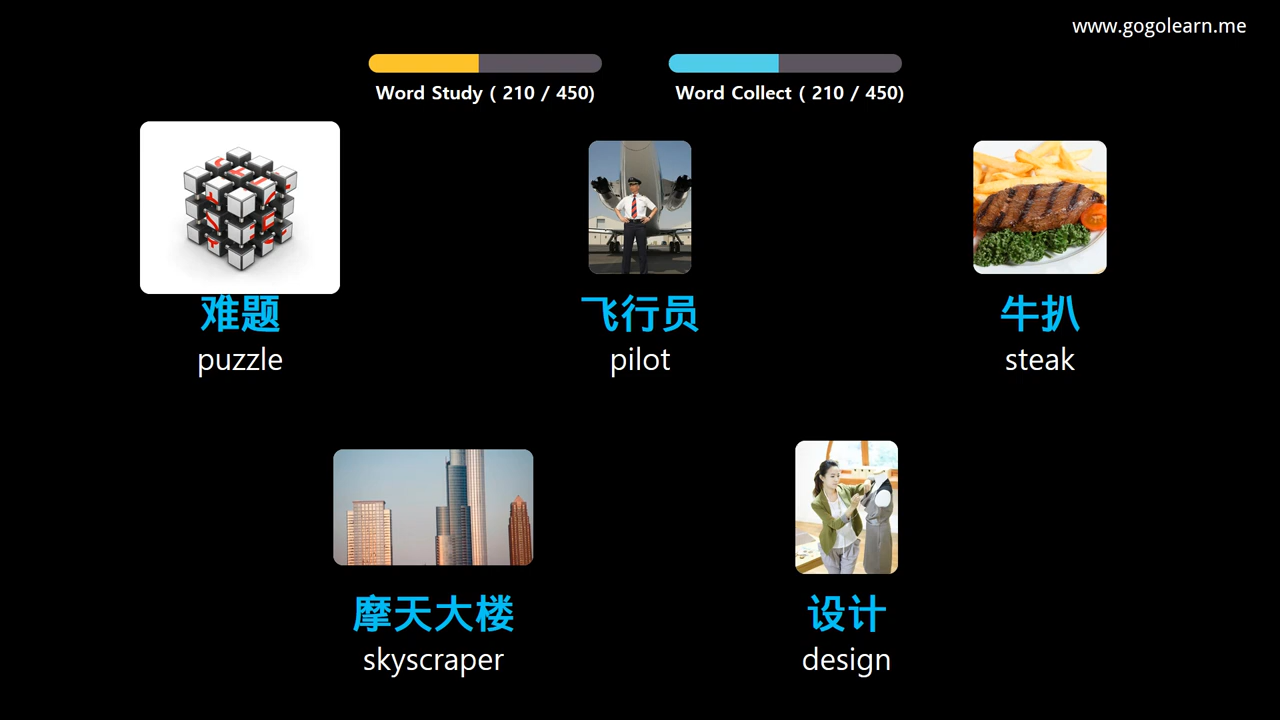 www.gogolearn.me
Word Study ( 210 / 450)
Word Collect ( 210 / 450)
难题
puzzle
飞行员
pilot
牛扒
steak
摩天大楼
skyscraper
设计
design